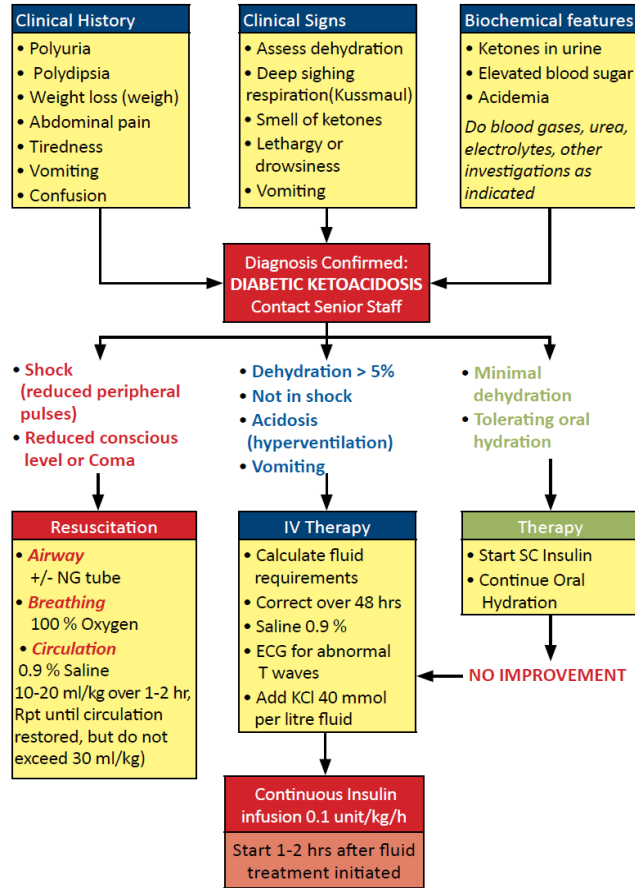 Clinical History
• Polyuria
• Polydipsia
• Weight loss (weigh)
• Abdominal pain
• Tiredness
• Vomiting
• Confusion
Clinical Signs
• Assess dehydration
• Deep sighing
respiration(Kussmaul)
• Smell of ketones
• Lethargy or
drowsiness
• Vomiting
Biochemical features
• Ketones in urine
• Elevated blood sugar
• Acidemia
Do blood gases, urea,
electrolytes, other
investigations as
indicated
Diagnosis Confirmed:
DIABETIC KETOACIDOSIS
Contact Senior Staff
• Shock
(reduced peripheral
pulses)
• Reduced conscious
level or Coma
• Dehydration > 5%
• Not in shock
• Acidosis
(hyperventilation)
• Vomiting
• Minimal
dehydration
• Tolerating oral
hydration
Resuscitation
• Airway
+/- NG tube
• Breathing
100 % Oxygen
• Circulation
0.9 % Saline
10-20 ml/kg over 1-2 hr,
Rpt until circulation
restored, but do not
exceed 30 ml/kg)
IV Therapy
• Calculate fluid
requirements
• Correct over 48 hrs
• Saline 0.9 %
• ECG for abnormal
T waves
• Add KCl 40 mmol
per litre fluid
Therapy
• Start SC Insulin
• Continue Oral
Hydration
NO IMPROVEMENT
Continuous Insulin
infusion 0.1 unit/kg/h
Start 1-2 hrs after fluid
treatment initiated